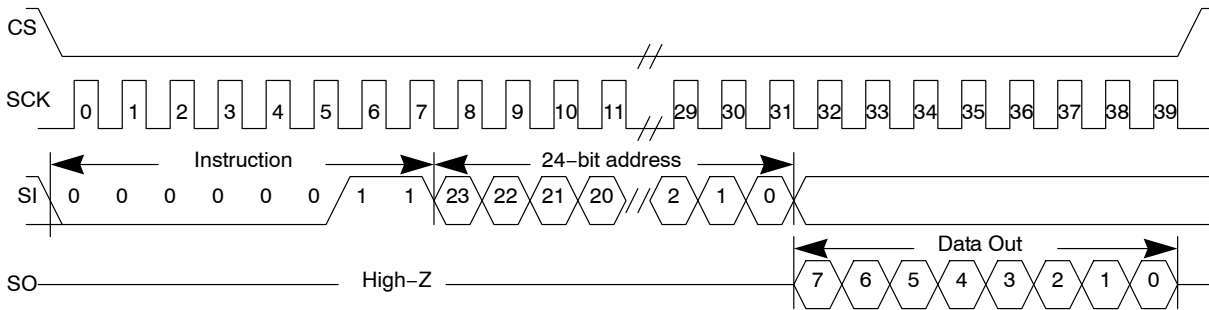 CS
SCK 0 1 2 3 4 5 6 7 8 9 10 11 29 30 31 32 33 34 35 36 37 38 39
Instruction 24−bit address
SI 0 0 0 0 0 0 1 1 23 22 21 20 2 1 0
Data Out
SO High−Z 7 6 5 4 3 2 1 0